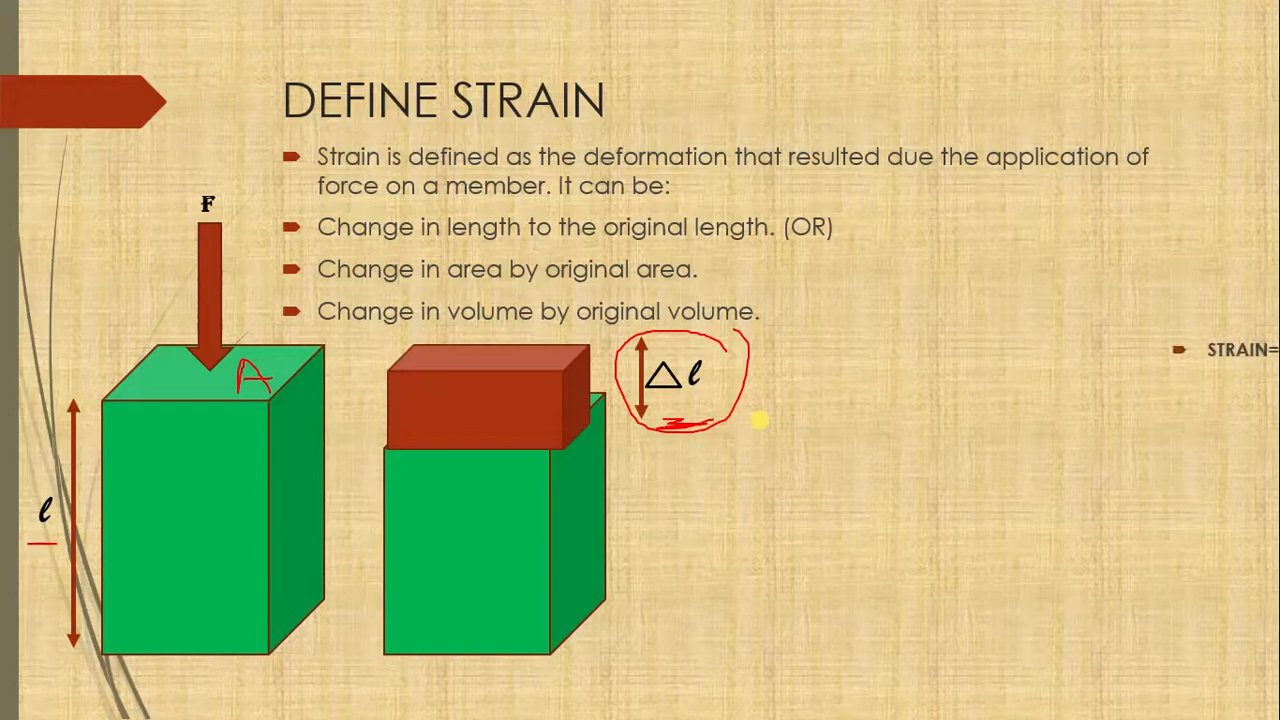 DEFINE STRAIN
Strain is defined as the deformation that resulted due the application of
force on a member. It can be:
Change in length to the original length. (OR)
Change in area by original area.
Change in volume by original volume.
F
A
△ℓ
STRAIN=
ℓ